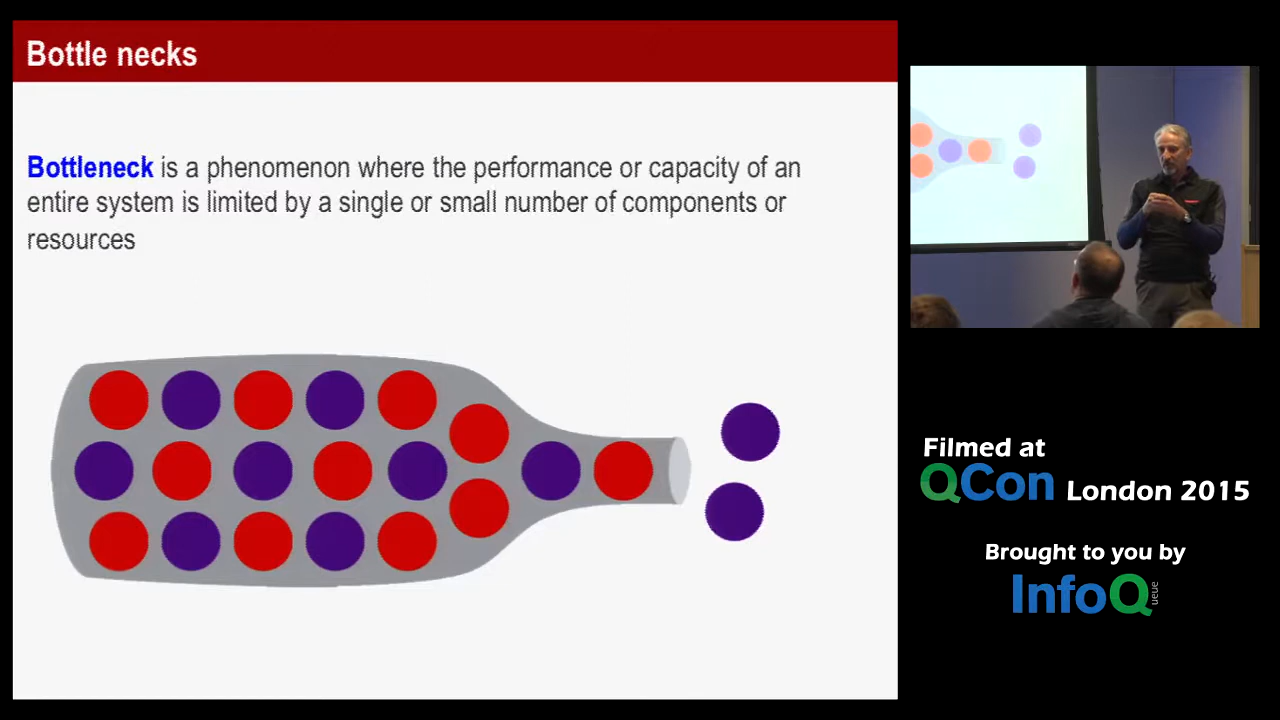 Bottle necks
Bottleneck is a phenomenon where the performance or capacity of an
entire system is limited by a single or small number of components or
resources
Filmed at
QCon London 2015
Brought to you by
InfoQ
ueue